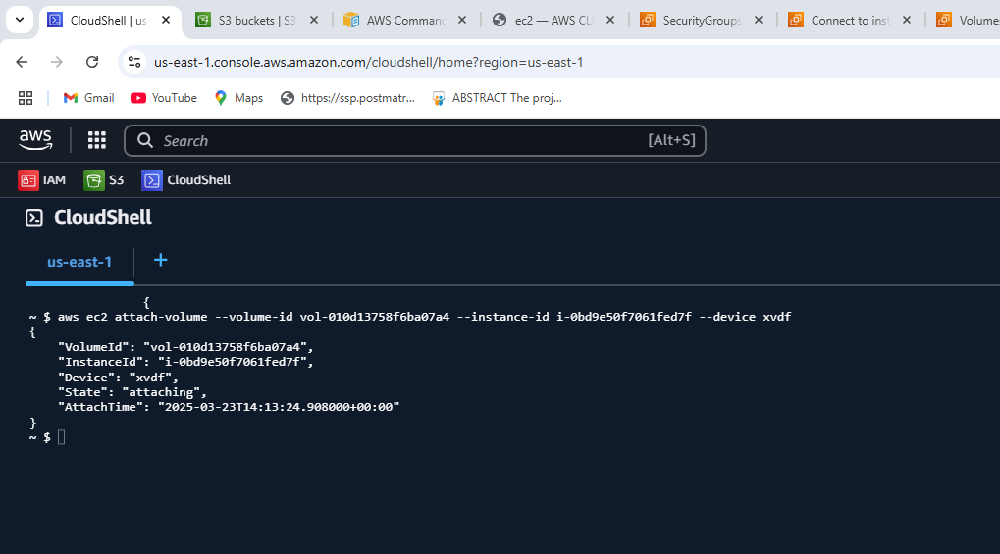 CloudShell | us
S3 buckets | S3
AWS Comman
ec2 — AWS CL
SecurityGroups
Connect to inst
Volume
us-east-1.console.aws.amazon.com/cloudshell/home?region=us-east-1
Gmail
YouTube
Maps
https://ssp.postmatr...
ABSTRACT The proj...
aws
Search
[Alt+S]
IAM
S3
CloudShell
CloudShell
us-east-1
+
{
~ $ aws ec2 attach-volume --volume-id vol-010d13758f6ba07a4 --instance-id i-0bd9e50f7061fed7f --device xvdf
{
    "VolumeId": "vol-010d13758f6ba07a4",
    "InstanceId": "i-0bd9e50f7061fed7f",
    "Device": "xvdf",
    "State": "attaching",
    "AttachTime": "2025-03-23T14:13:24.908000+00:00"
}
~ $